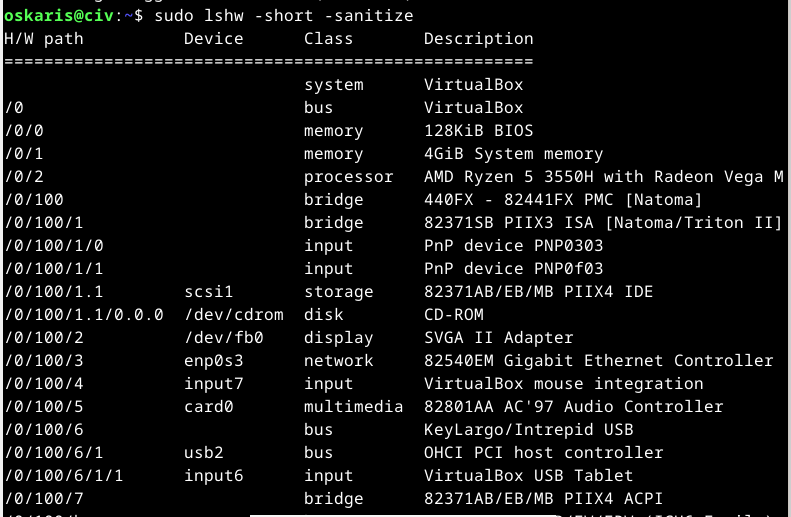 oskaris@civ:~$ sudo lshw -short -sanitize
H/W path Device Class Description
=====================================================
system VirtualBox
/0 bus VirtualBox
/0/0 memory 128KiB BIOS
/0/1 memory 4GiB System memory
/0/2 processor AMD Ryzen 5 3550H with Radeon Vega M
/0/100 bridge 440FX - 82441FX PMC [Natoma]
/0/100/1 bridge 82371SB PIIX3 ISA [Natoma/Triton II]
/0/100/1/0 input PnP device PNP0303
/0/100/1/1 input PnP device PNP0f03
/0/100/1.1 scsi1 storage 82371AB/EB/MB PIIX4 IDE
/0/100/1.1/0.0.0 /dev/cdrom disk CD-ROM
/0/100/2 /dev/fb0 display SVGA II Adapter
/0/100/3 enp0s3 network 82540EM Gigabit Ethernet Controller
/0/100/4 input7 input VirtualBox mouse integration
/0/100/5 card0 multimedia 82801AA AC'97 Audio Controller
/0/100/6 bus KeyLargo/Intrepid USB
/0/100/6/1 usb2 bus OHCI PCI host controller
/0/100/6/1/1 input6 input VirtualBox USB Tablet
/0/100/7 bridge 82371AB/EB/MB PIIX4 ACPI